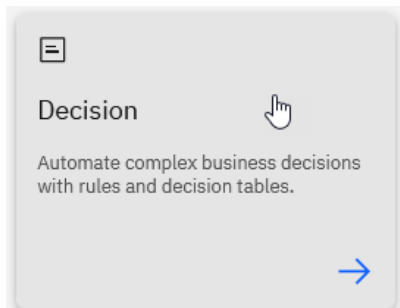 Decision
Automate complex business decisions
with rules and decision tables.